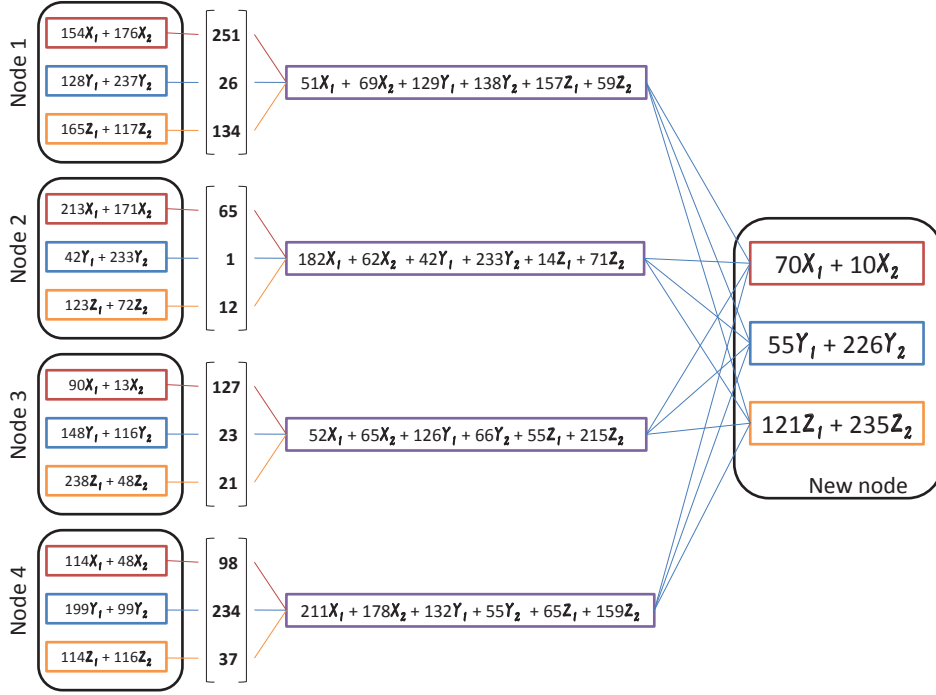 Node 1
154X₁ + 176X₂
128Y₁ + 237Y₂
165Z₁ + 117Z₂
251
26
134
51X₁ + 69X₂ + 129Y₁ + 138Y₂ + 157Z₁ + 59Z₂
Node 2
213X₁ + 171X₂
42Y₁ + 233Y₂
123Z₁ + 72Z₂
65
1
12
182X₁ + 62X₂ + 42Y₁ + 233Y₂ + 14Z₁ + 71Z₂
Node 3
90X₁ + 13X₂
148Y₁ + 116Y₂
238Z₁ + 48Z₂
127
23
21
52X₁ + 65X₂ + 126Y₁ + 66Y₂ + 55Z₁ + 215Z₂
Node 4
114X₁ + 48X₂
199Y₁ + 99Y₂
114Z₁ + 116Z₂
98
234
37
211X₁ + 178X₂ + 132Y₁ + 55Y₂ + 65Z₁ + 159Z₂
70X₁ + 10X₂
55Y₁ + 226Y₂
121Z₁ + 235Z₂
New node